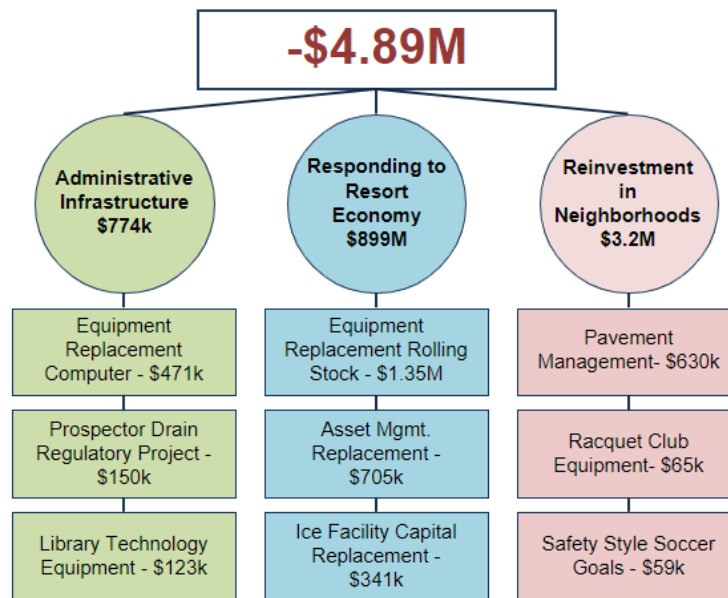 -$4.89M
Administrative
Infrastructure
$774k
Responding to
Resort
Economy
$899M
Reinvestment
in
Neighborhoods
$3.2M
Equipment
Replacement
Computer - $471k
Equipment
Replacement Rolling
Stock - $1.35M
Pavement
Management- $630k
Prospector Drain
Regulatory Project -
$150k
Asset Mgmt.
Replacement -
$705k
Racquet Club
Equipment- $65k
Library Technology
Equipment - $123k
Ice Facility Capital
Replacement -
$341k
Safety Style Soccer
Goals - $59k